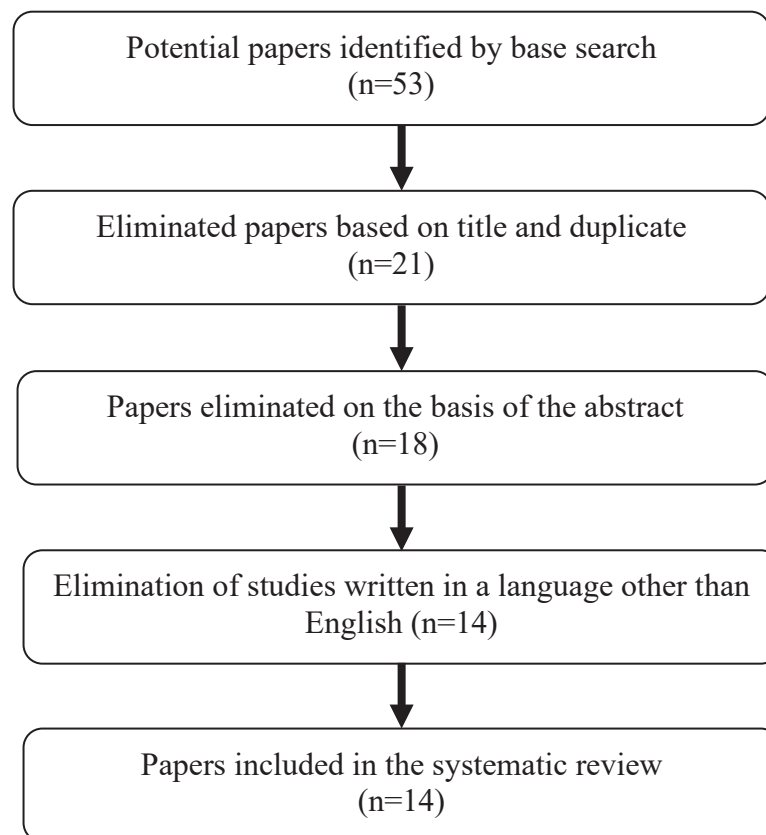 Potential papers identified by base search
(n=53)
Eliminated papers based on title and duplicate
(n=21)
Papers eliminated on the basis of the abstract
(n=18)
Elimination of studies written in a language other than
English (n=14)
Papers included in the systematic review
(n=14)